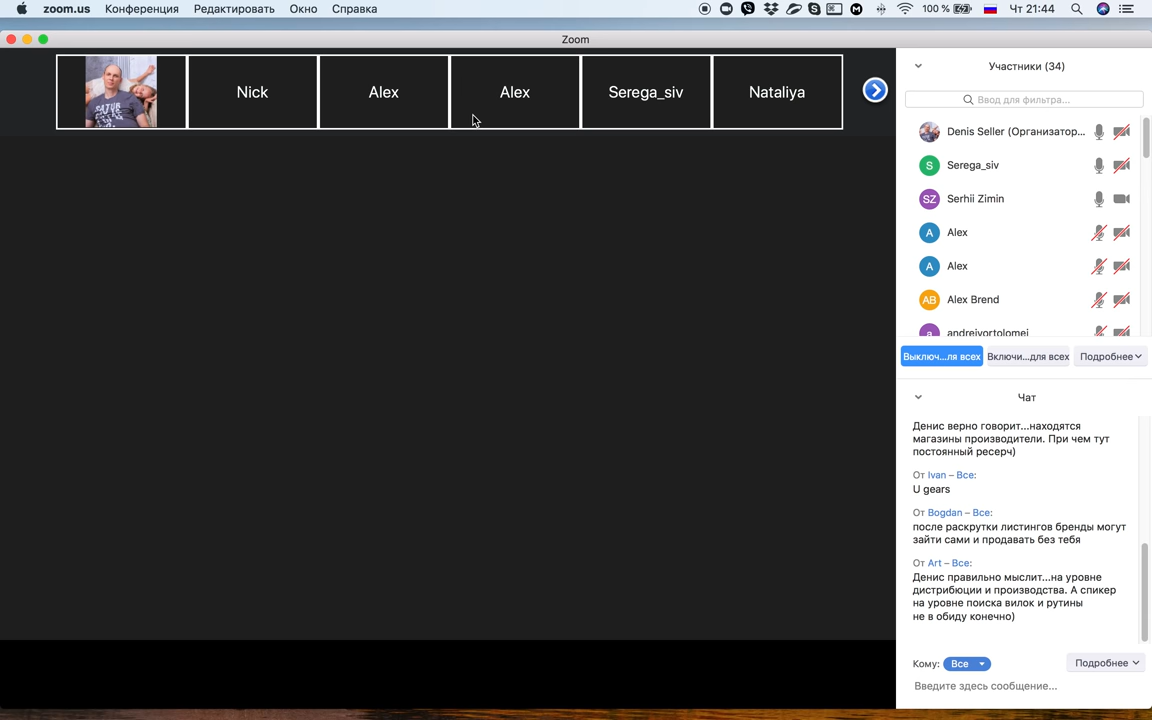 zoom.us Конференция Редактировать Окно Справка
100 % Чт 21:44
Zoom
Nick
Alex
Alex
Serega_siv
Nataliya
Участники (34)
Ввод для фильтра...
Denis Seller (Организатор...
S Serega_siv
SZ Serhii Zimin
A Alex
A Alex
AB Alex Brend
a andreivortolomei
Выключ...ля всех Включи...для всех Подробнее
Чат
Денис верно говорит...находятся
магазины производители. При чем тут
постоянный ресерч)
От Ivan – Все:
U gears
От Bogdan – Все:
после раскрутки листингов бренды могут
зайти сами и продавать без тебя
От Art – Все:
Денис правильно мыслит...на уровне
дистрибюции и производства. А спикер
на уровне поиска вилок и рутины
не в обиду конечно)
Кому: Все Подробнее
Введите здесь сообщение...